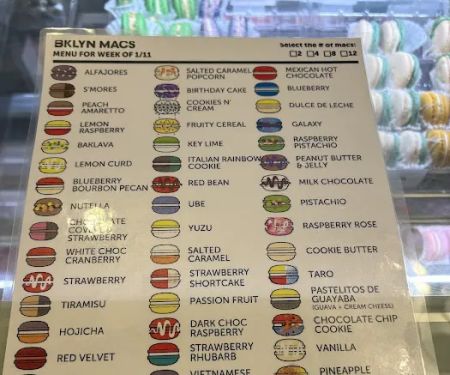 BKLYN MACS
MENU FOR WEEK OF 1/11
Select the # of macs:
2 4 8 12
ALFAJORES
S'MORES
PEACH
AMARETTO
LEMON
RASPBERRY
BAKLAVA
LEMON CURD
BLUEBERRY
BOURBON PECAN
NUTELLA
CHOCOLATE
COVERED
STRAWBERRY
WHITE CHOC
CRANBERRY
STRAWBERRY
TIRAMISU
HOJICHA
RED VELVET
SALTED CARAMEL
POPCORN
BIRTHDAY CAKE
COOKIES N'
CREAM
FRUITY CEREAL
KEY LIME
ITALIAN RAINBOW
COOKIE
RED BEAN
UBE
YUZU
SALTED
CARAMEL
STRAWBERRY
SHORTCAKE
PASSION FRUIT
DARK CHOC
RASPBERRY
STRAWBERRY
RHUBARB
VIETNAMESE
MEXICAN HOT
CHOCOLATE
BLUEBERRY
DULCE DE LECHE
GALAXY
RASPBERRY
PISTACHIO
PEANUT BUTTER
& JELLY
MILK CHOCOLATE
PISTACHIO
RASPBERRY ROSE
COOKIE BUTTER
TARO
PASTELITOS DE
GUAYABA
(GUAVA + CREAM CHEESE)
CHOCOLATE CHIP
COOKIE
VANILLA
PINEAPPLE